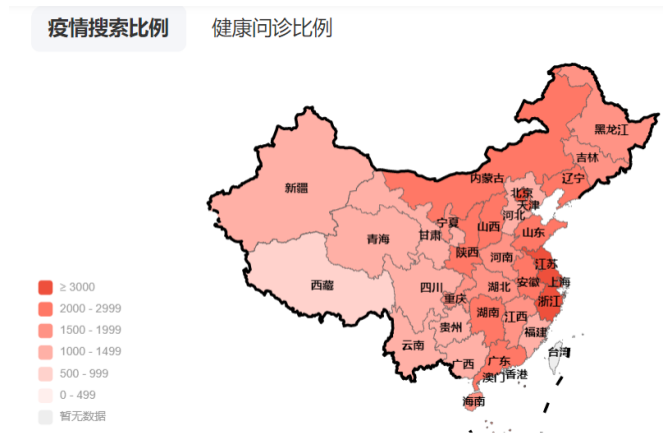 疫情搜索比例 健康问诊比例
黑龙江
吉林
辽宁
内蒙古
新疆
北京
天津
河北
宁夏
山西
山东
青海
甘肃
陕西
河南
江苏
西藏
四川
重庆
湖北
安徽
上海
浙江
湖南
江西
贵州
福建
云南
广西
广东
台湾
澳门
香港
海南
≥ 3000
2000 - 2999
1500 - 1999
1000 - 1499
500 - 999
0 - 499
暂无数据